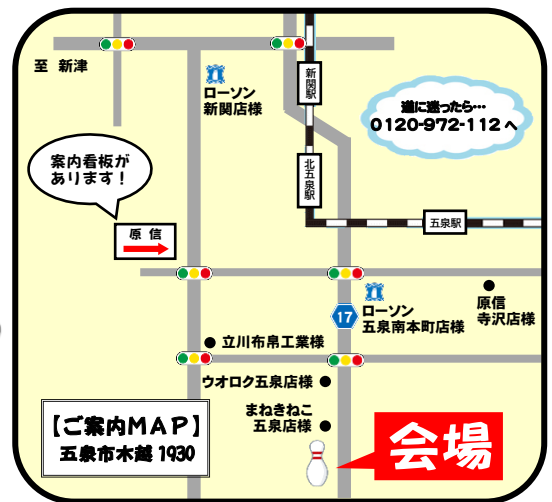 至 新津
ローソン
新関店様
新関駅
道に迷ったら…
0120-972-112 へ
案内看板が
あります！
原 信
北五泉駅
五泉駅
原信
寺沢店様
17
ローソン
五泉南本町店様
立川布帛工業様
ウオロク五泉店様
まねきねこ
五泉店様
会場
【ご案内MAP】
五泉市木越 1930